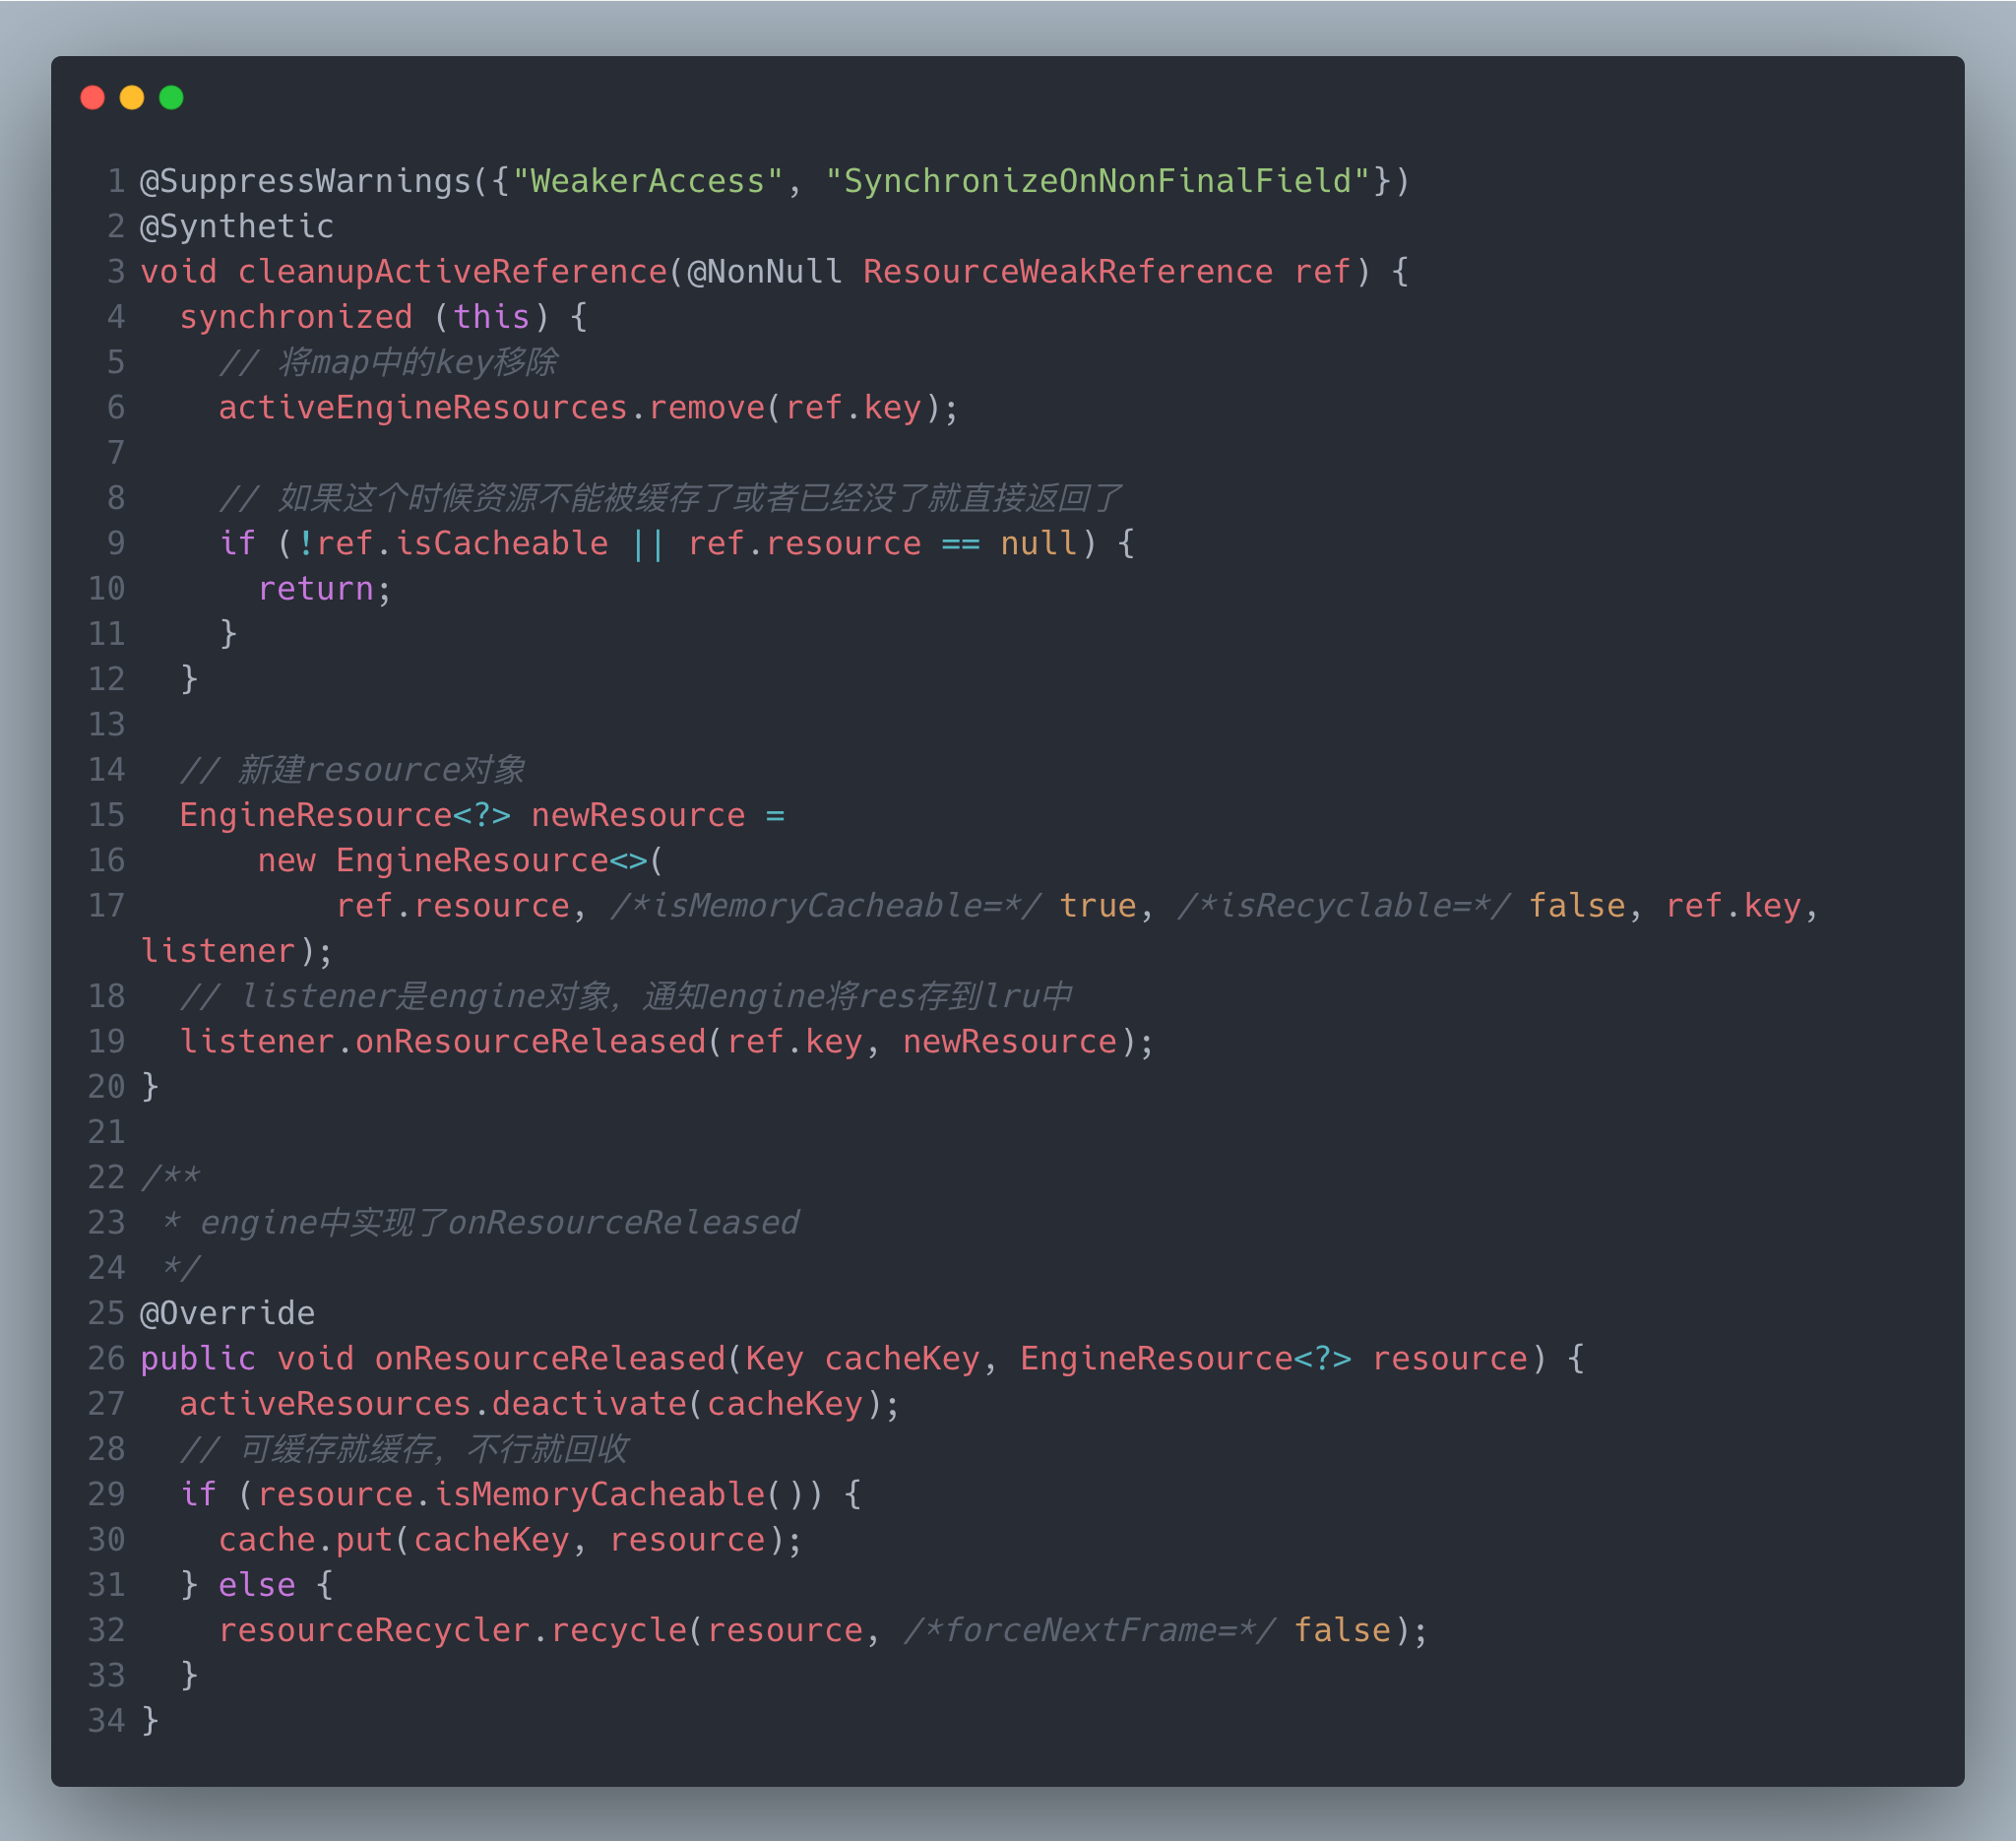 1 @SuppressWarnings({"WeakerAccess", "SynchronizeOnNonFinalField"})
2 @Synthetic
3 void cleanupActiveReference(@NonNull ResourceWeakReference ref) {
4   synchronized (this) {
5     // 将map中的key移除
6     activeEngineResources.remove(ref.key);
7
8     // 如果这个时候资源不能被缓存了或者已经没了就直接返回了
9     if (!ref.isCacheable || ref.resource == null) {
10       return;
11     }
12   }
13
14   // 新建resource对象
15   EngineResource<?> newResource =
16       new EngineResource<>(
17           ref.resource, /*isMemoryCacheable=*/ true, /*isRecyclable=*/ false, ref.key,
listener);
18   // listener是engine对象，通知engine将res存到lru中
19   listener.onResourceReleased(ref.key, newResource);
20 }
21
22 /**
23  * engine中实现了onResourceReleased
24  */
25 @Override
26 public void onResourceReleased(Key cacheKey, EngineResource<?> resource) {
27   activeResources.deactivate(cacheKey);
28   // 可缓存就缓存，不行就回收
29   if (resource.isMemoryCacheable()) {
30     cache.put(cacheKey, resource);
31   } else {
32     resourceRecycler.recycle(resource, /*forceNextFrame=*/ false);
33   }
34 }